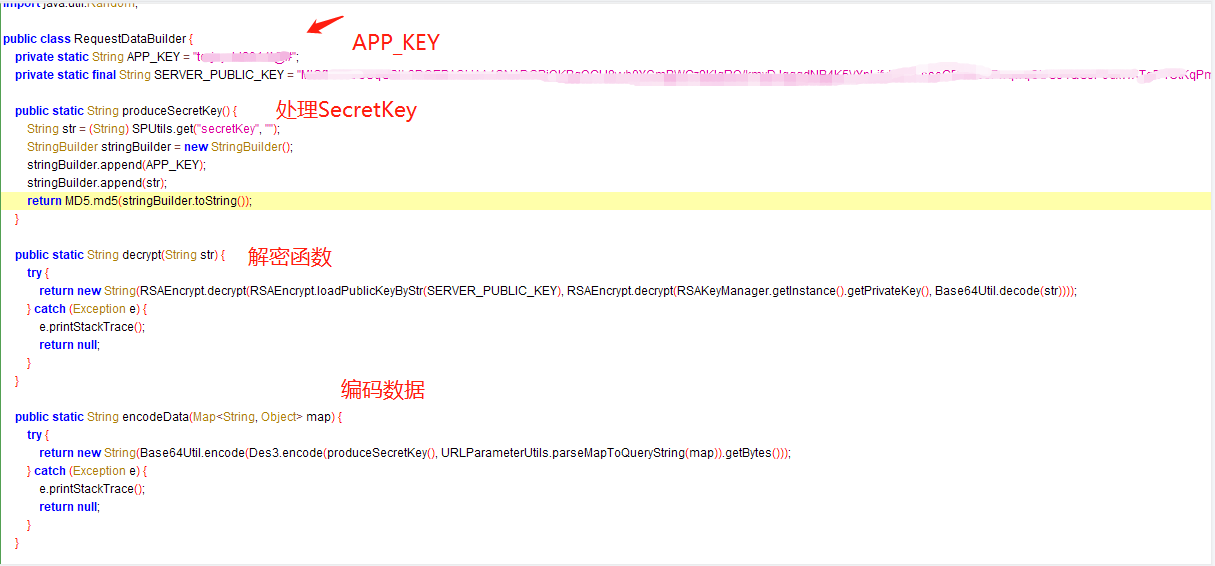 import java.util.Random;
public class RequestDataBuilder {
APP_KEY
private static String APP_KEY = "
private static final String SERVER_PUBLIC_KEY = "
public static String produceSecretKey() {
处理SecretKey
String str = (String) SPUtils.get("secretKey", "");
StringBuilder stringBuilder = new StringBuilder();
stringBuilder.append(APP_KEY);
stringBuilder.append(str);
return MD5.md5(stringBuilder.toString());
}
public static String decrypt(String str) {
解密函数
try {
return new String(RSAEncrypt.decrypt(RSAEncrypt.loadPublicKeyByStr(SERVER_PUBLIC_KEY), RSAEncrypt.decrypt(RSAKeyManager.getInstance().getPrivateKey(), Base64Util.decode(str))));
} catch (Exception e) {
e.printStackTrace();
return null;
}
}
编码数据
public static String encodeData(Map<String, Object> map) {
try {
return new String(Base64Util.encode(Des3.encode(produceSecretKey(), URLParameterUtils.parseMapToQueryString(map)).getBytes()));
} catch (Exception e) {
e.printStackTrace();
return null;
}
}